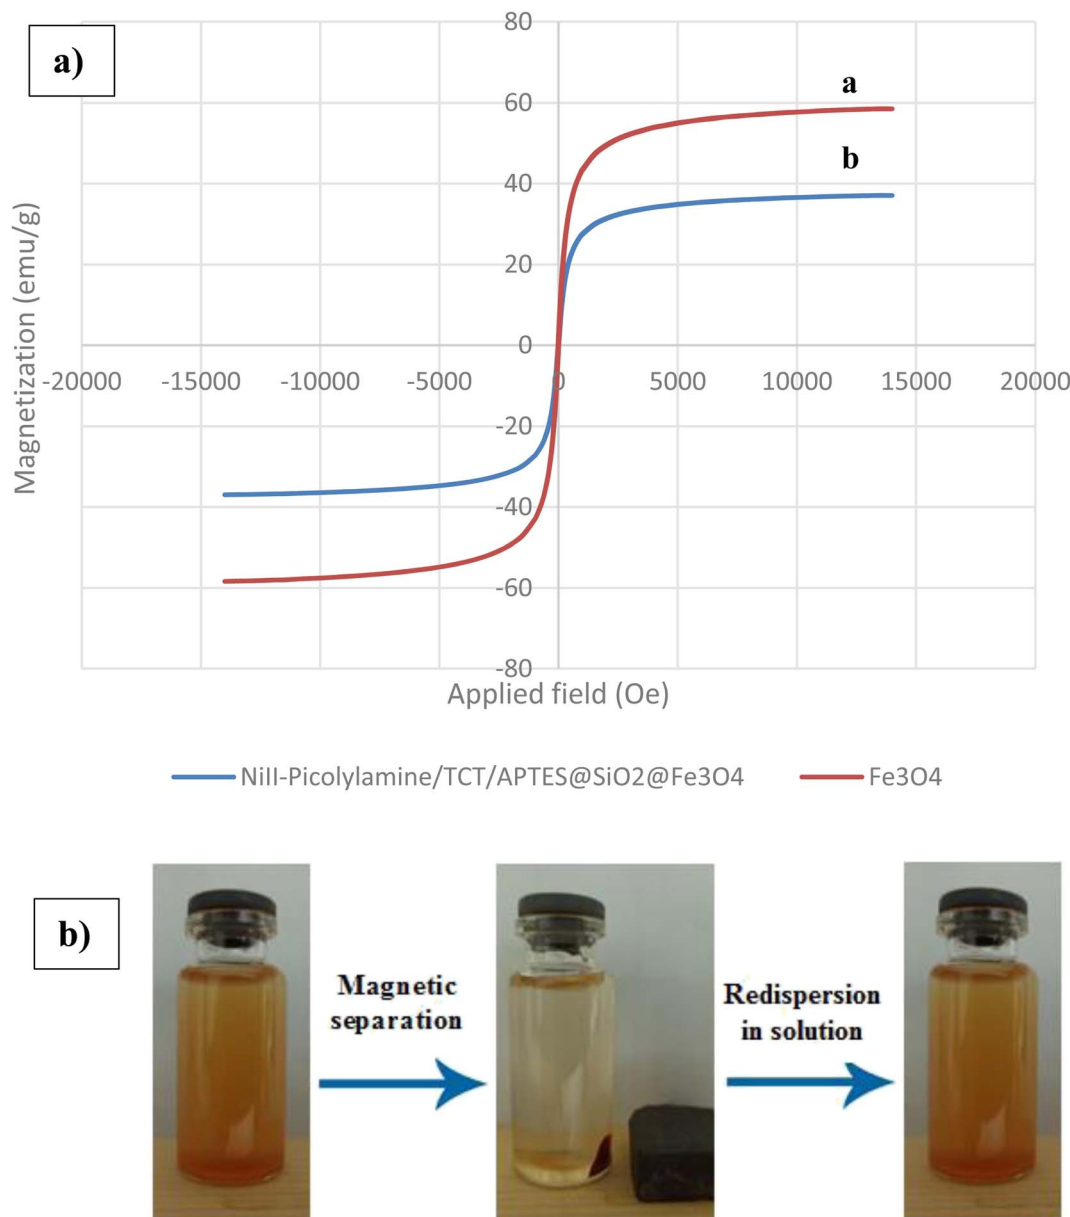 a)
80
60
40
20
0
-20
-40
-60
-80
-20000 -15000 -10000 -5000 0 5000 10000 15000 20000
Magnetization (emu/g)
Applied field (Oe)
a
b
NiII-Picolylamine/TCT/APTES@SiO2@Fe3O4
Fe3O4
b)
Magnetic
separation
Redispersion
in solution